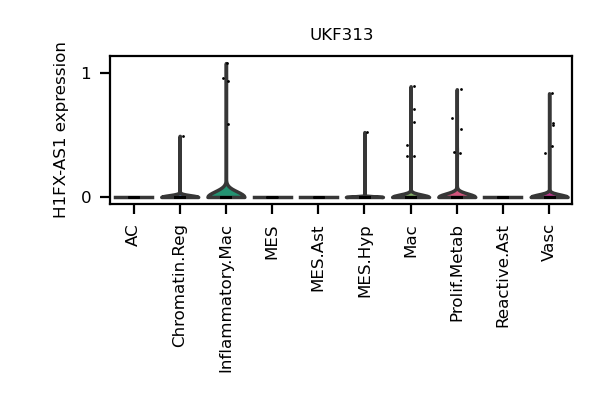 UKF313
H1FX-AS1 expression
1
0
AC
Chromatin.Reg
Inflammatory.Mac
MES
MES.Ast
MES.Hyp
Mac
Prolif.Metab
Reactive.Ast
Vasc